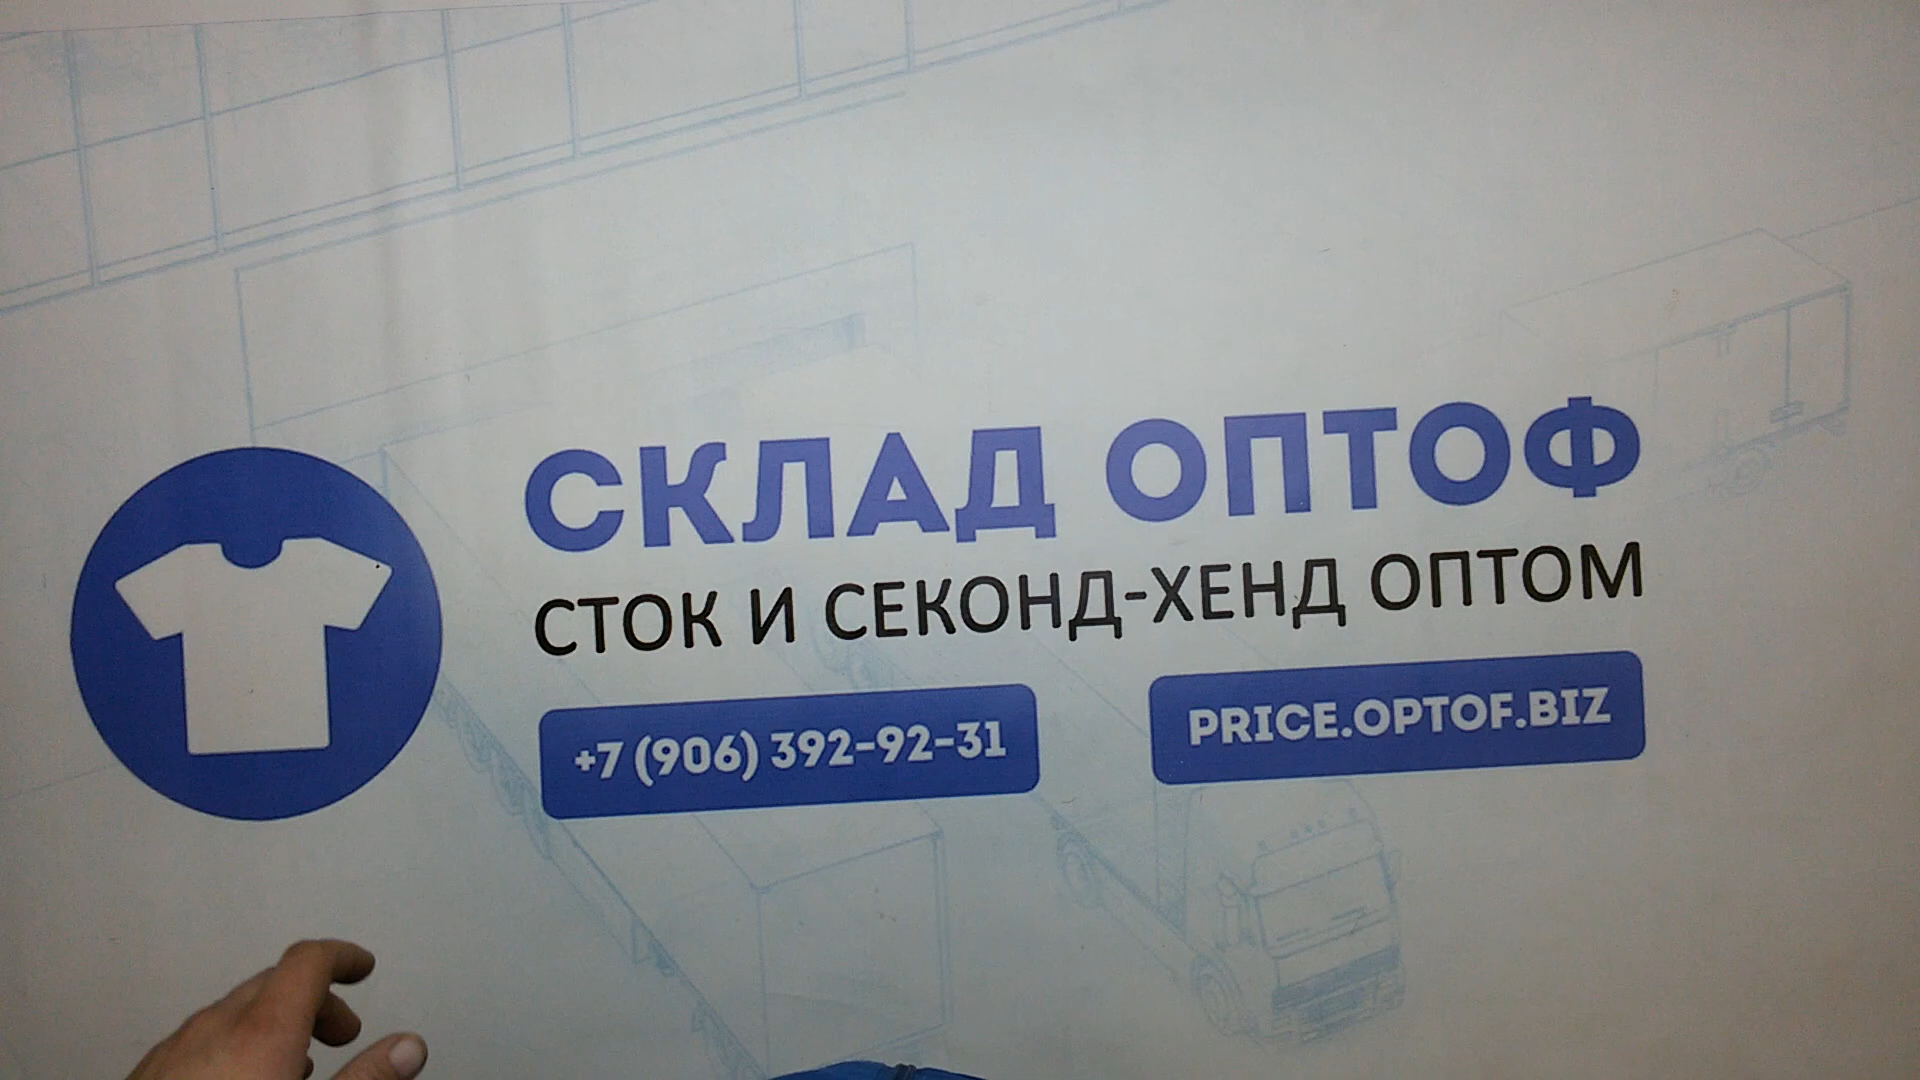 СКЛАД ОПТОФ
СТОК И СЕКОНД-ХЕНД ОПТОМ
+7 (906) 392-92-31
PRICE.OPTOF.BIZ